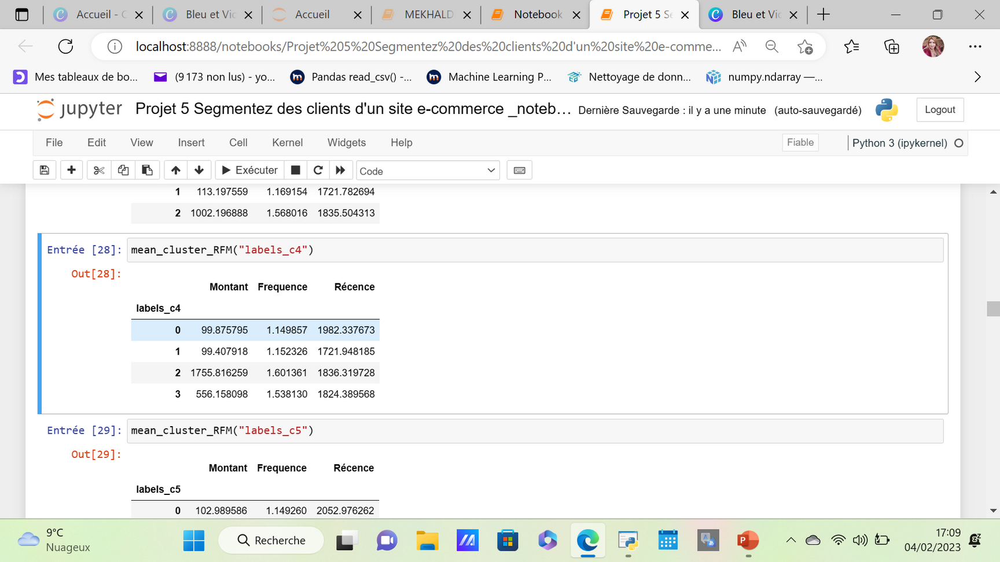 Accueil - C
Bleu et Vio
Accueil
MEKHALD
Notebook
Projet 5 Se
Bleu et Vio
localhost:8888/notebooks/Projet%205%20Segmentez%20des%20clients%20d'un%20site%20e-comme...
Mes tableaux de bo...
(9 173 non lus) - yo...
Pandas read_csv() -...
Machine Learning P...
Nettoyage de donn...
numpy.ndarray —...
jupyter Projet 5 Segmentez des clients d'un site e-commerce _noteb... Dernière Sauvegarde : il y a une minute (auto-sauvegardé)
Logout
File Edit View Insert Cell Kernel Widgets Help
Fiable
Python 3 (ipykernel)
Exécuter
Code
1 113.197559 1.169154 1721.782694
2 1002.196888 1.568016 1835.504313
Entrée [28]: mean_cluster_RFM("labels_c4")
Out[28]:
Montant Frequence Récence
labels_c4
0 99.875795 1.149857 1982.337673
1 99.407918 1.152326 1721.948185
2 1755.816259 1.601361 1836.319728
3 556.158098 1.538130 1824.389568
Entrée [29]: mean_cluster_RFM("labels_c5")
Out[29]:
Montant Frequence Récence
labels_c5
0 102.989586 1.149260 2052.976262
9°C
Nuageux
Recherche
17:09
04/02/2023